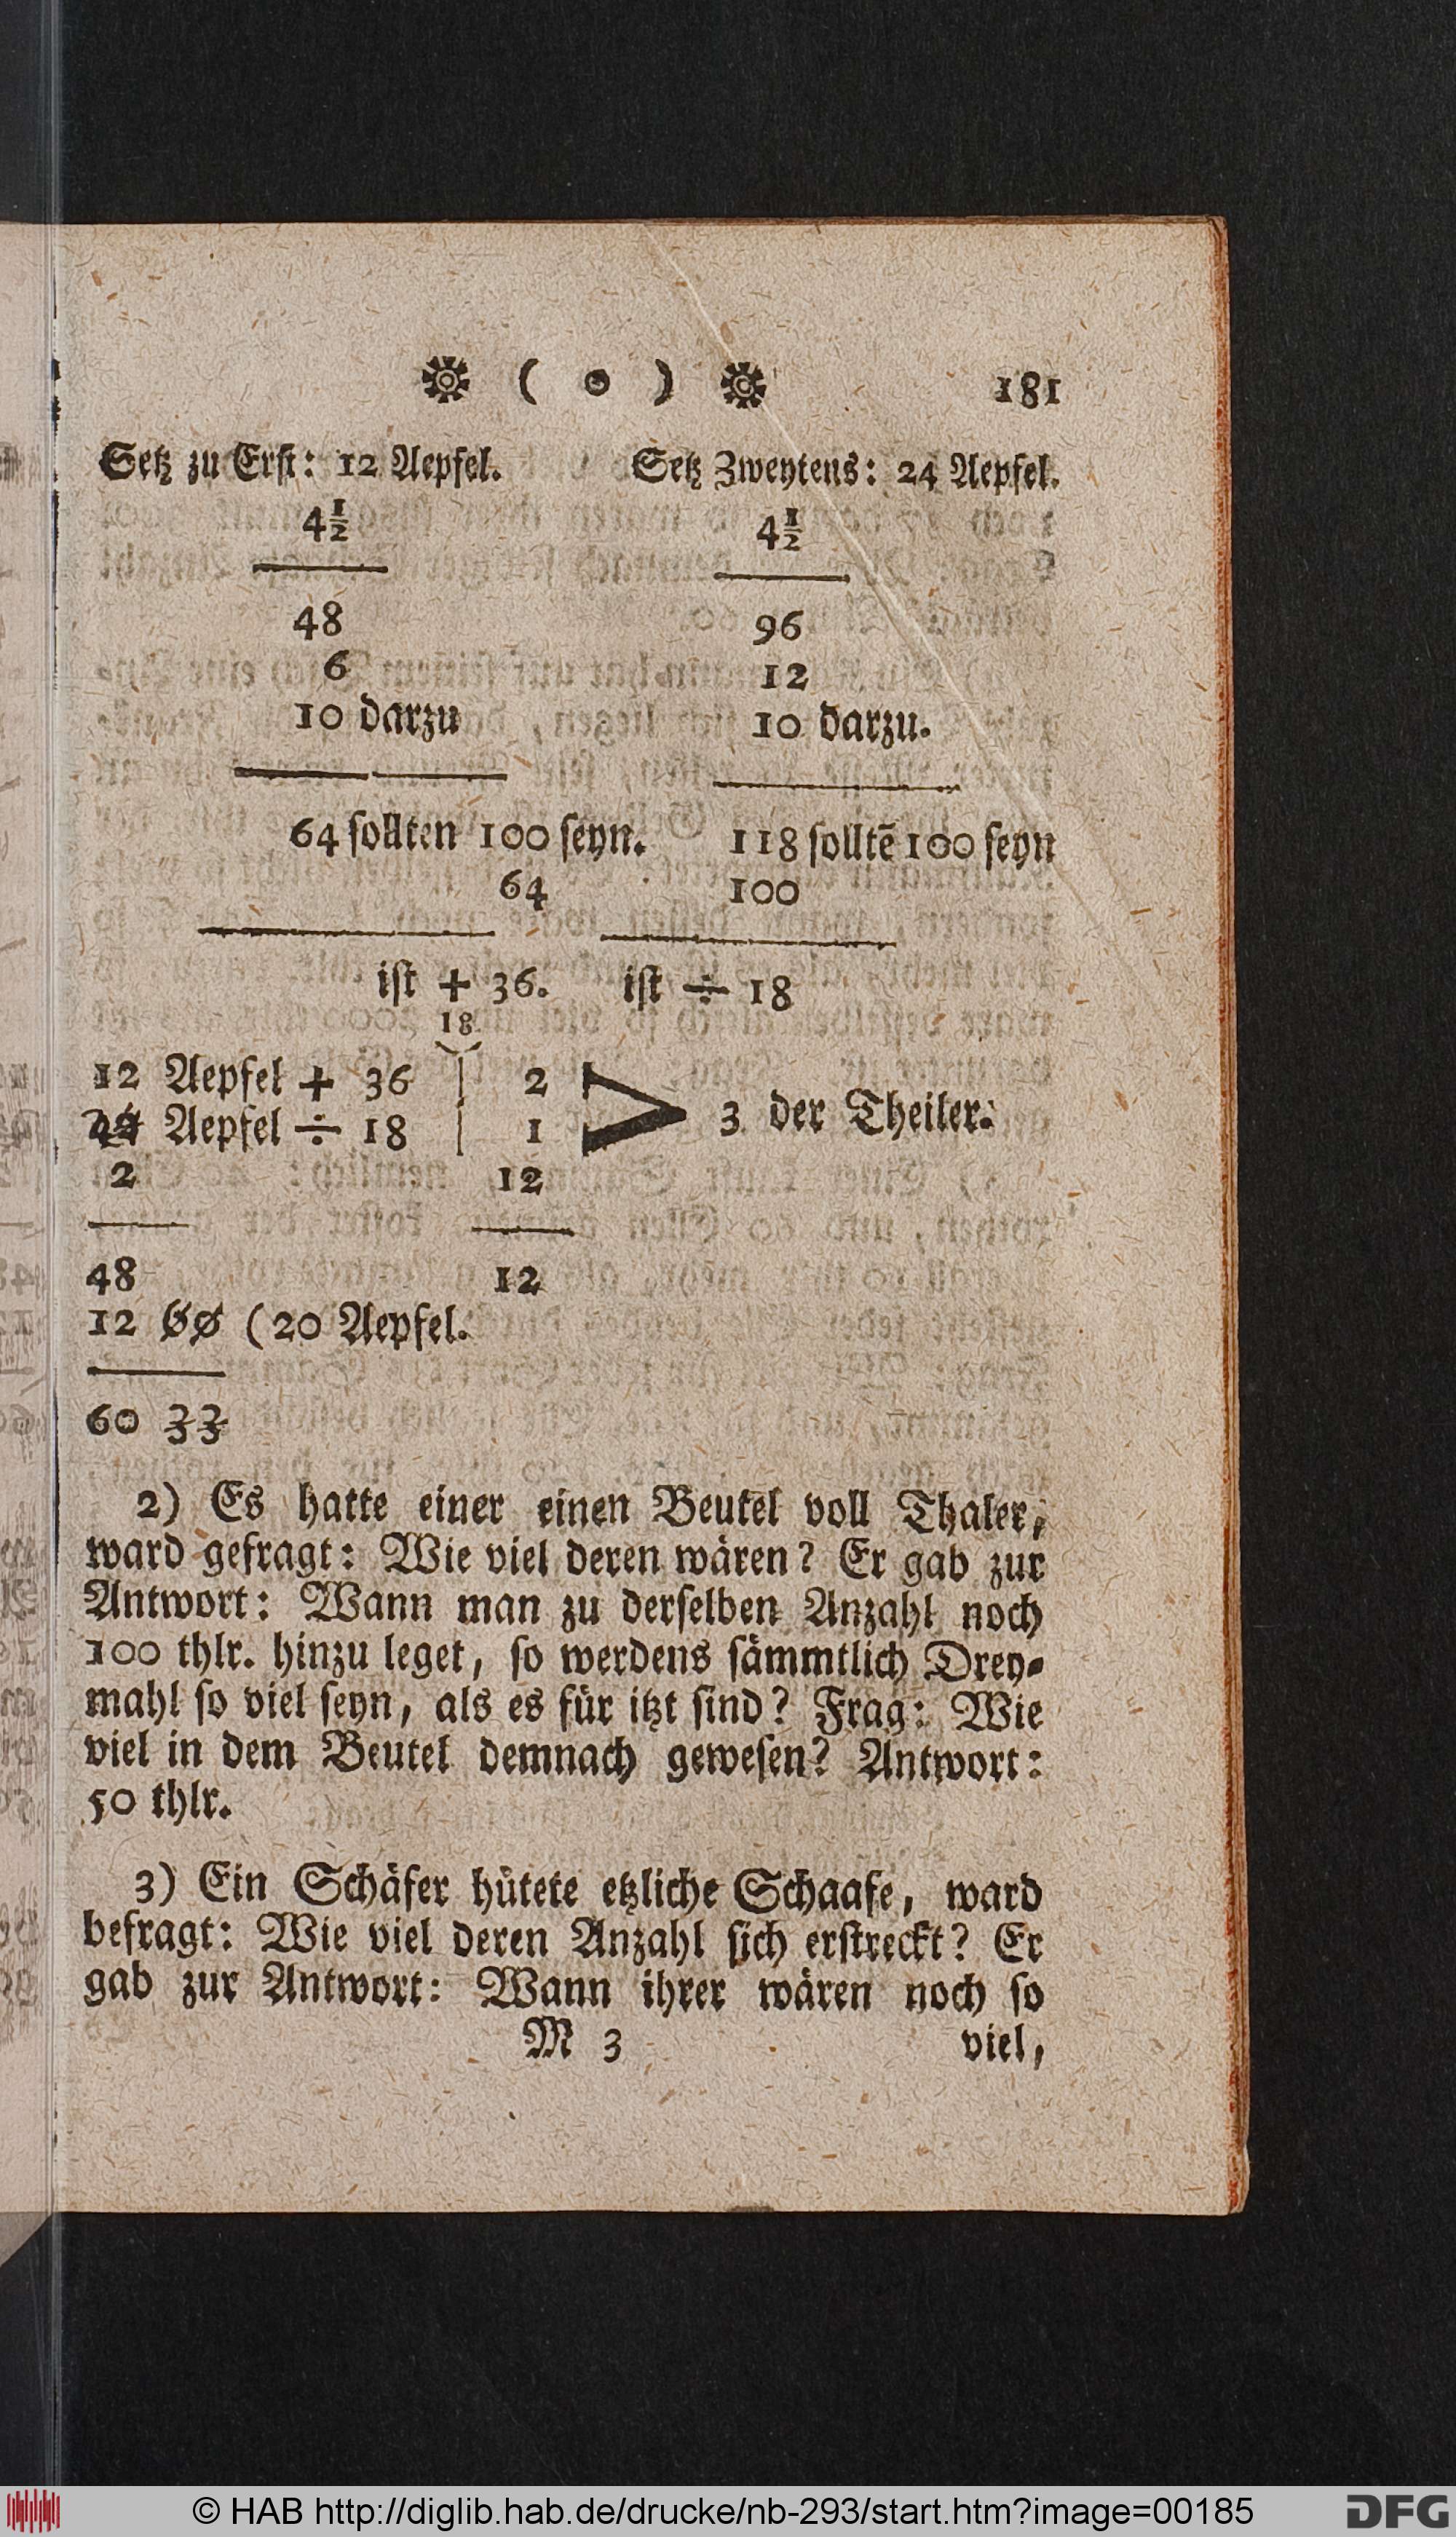 ( o ) 181
Setz zu Erst: 12 Aepfel. Setz Zweytens: 24 Aepfel.
4½ 4½
48 96
6 12
10 darzu 10 darzu.
64 ſollten 100 ſeyn. 118 ſolltē 100 ſeyn
64 100
iſt + 36. iſt ÷ 18
18
12 Aepfel + 36 | 2 > 3 der Theiler.
24 Aepfel ÷ 18 | 1
2 12
48 12
12 60 (20 Aepfel.
60 33
2) Es hatte einer einen Beutel voll Thaler,
ward gefragt: Wie viel deren wären? Er gab zur
Antwort: Wann man zu derſelben Anzahl noch
100 thlr. hinzu leget, ſo werdens ſämmtlich Drey-
mahl ſo viel ſeyn, als es für itzt ſind? Frag: Wie
viel in dem Beutel demnach geweſen? Antwort:
50 thlr.
3) Ein Schäfer hütete etzliche Schaafe, ward
befragt: Wie viel deren Anzahl ſich erſtreckt? Er
gab zur Antwort: Wann ihrer wären noch ſo
M 3 viel,
© HAB http://diglib.hab.de/drucke/nb-293/start.htm?image=00185 DFG